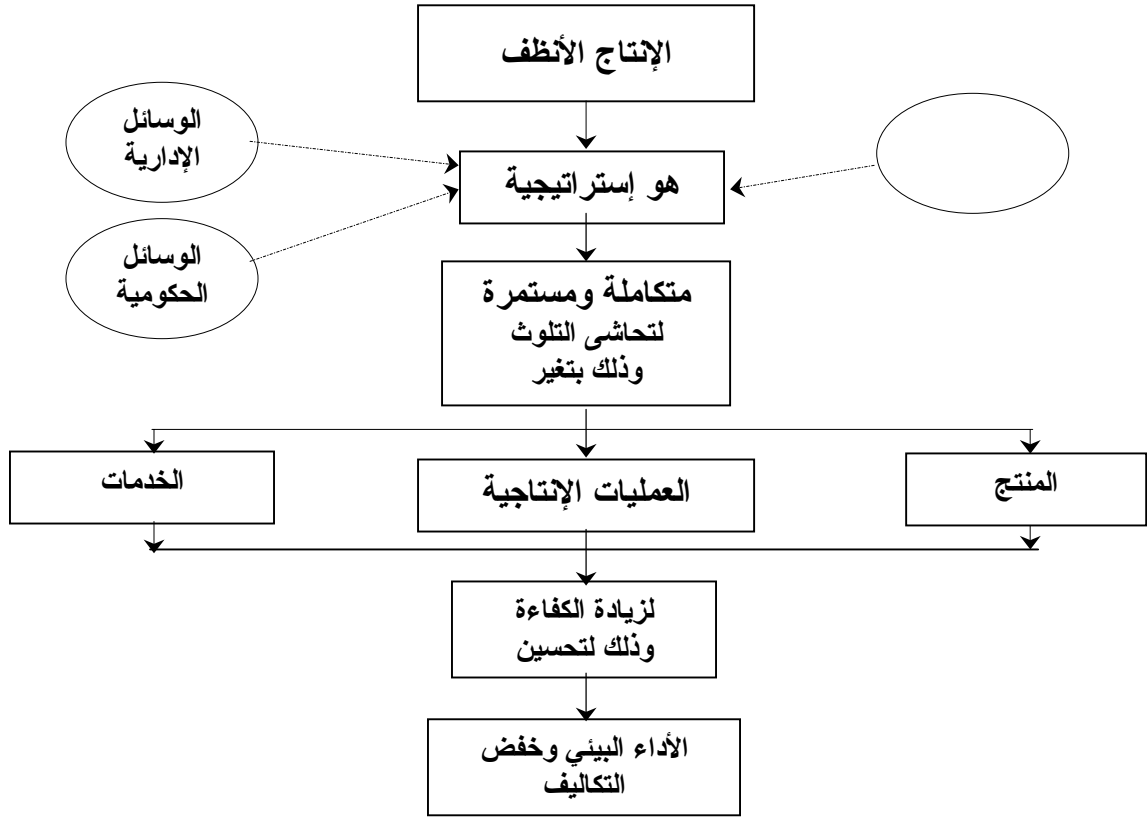 الإنتاج الأنظف
الوسائل
الإدارية
هو إستراتيجية
الوسائل
الحكومية
متكاملة ومستمرة
لتحاشى التلوث
وذلك بتغير
المنتج
العمليات الإنتاجية
الخدمات
لزيادة الكفاءة
وذلك لتحسين
الأداء البيئي وخفض
التكاليف